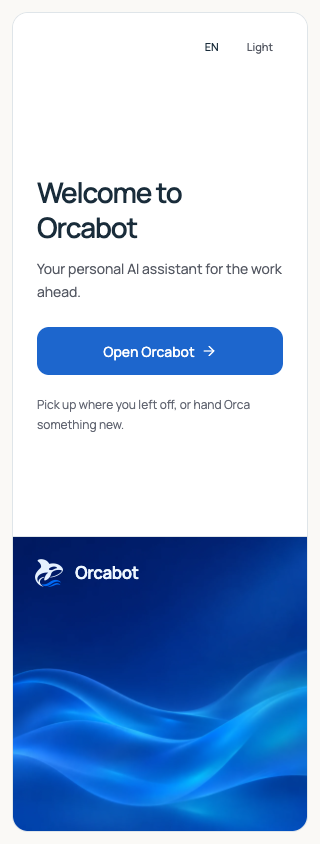 EN
Light
Welcome to
Orcabot
Your personal AI assistant for the work
ahead.
Open Orcabot →
Pick up where you left off, or hand Orca
something new.
Orcabot